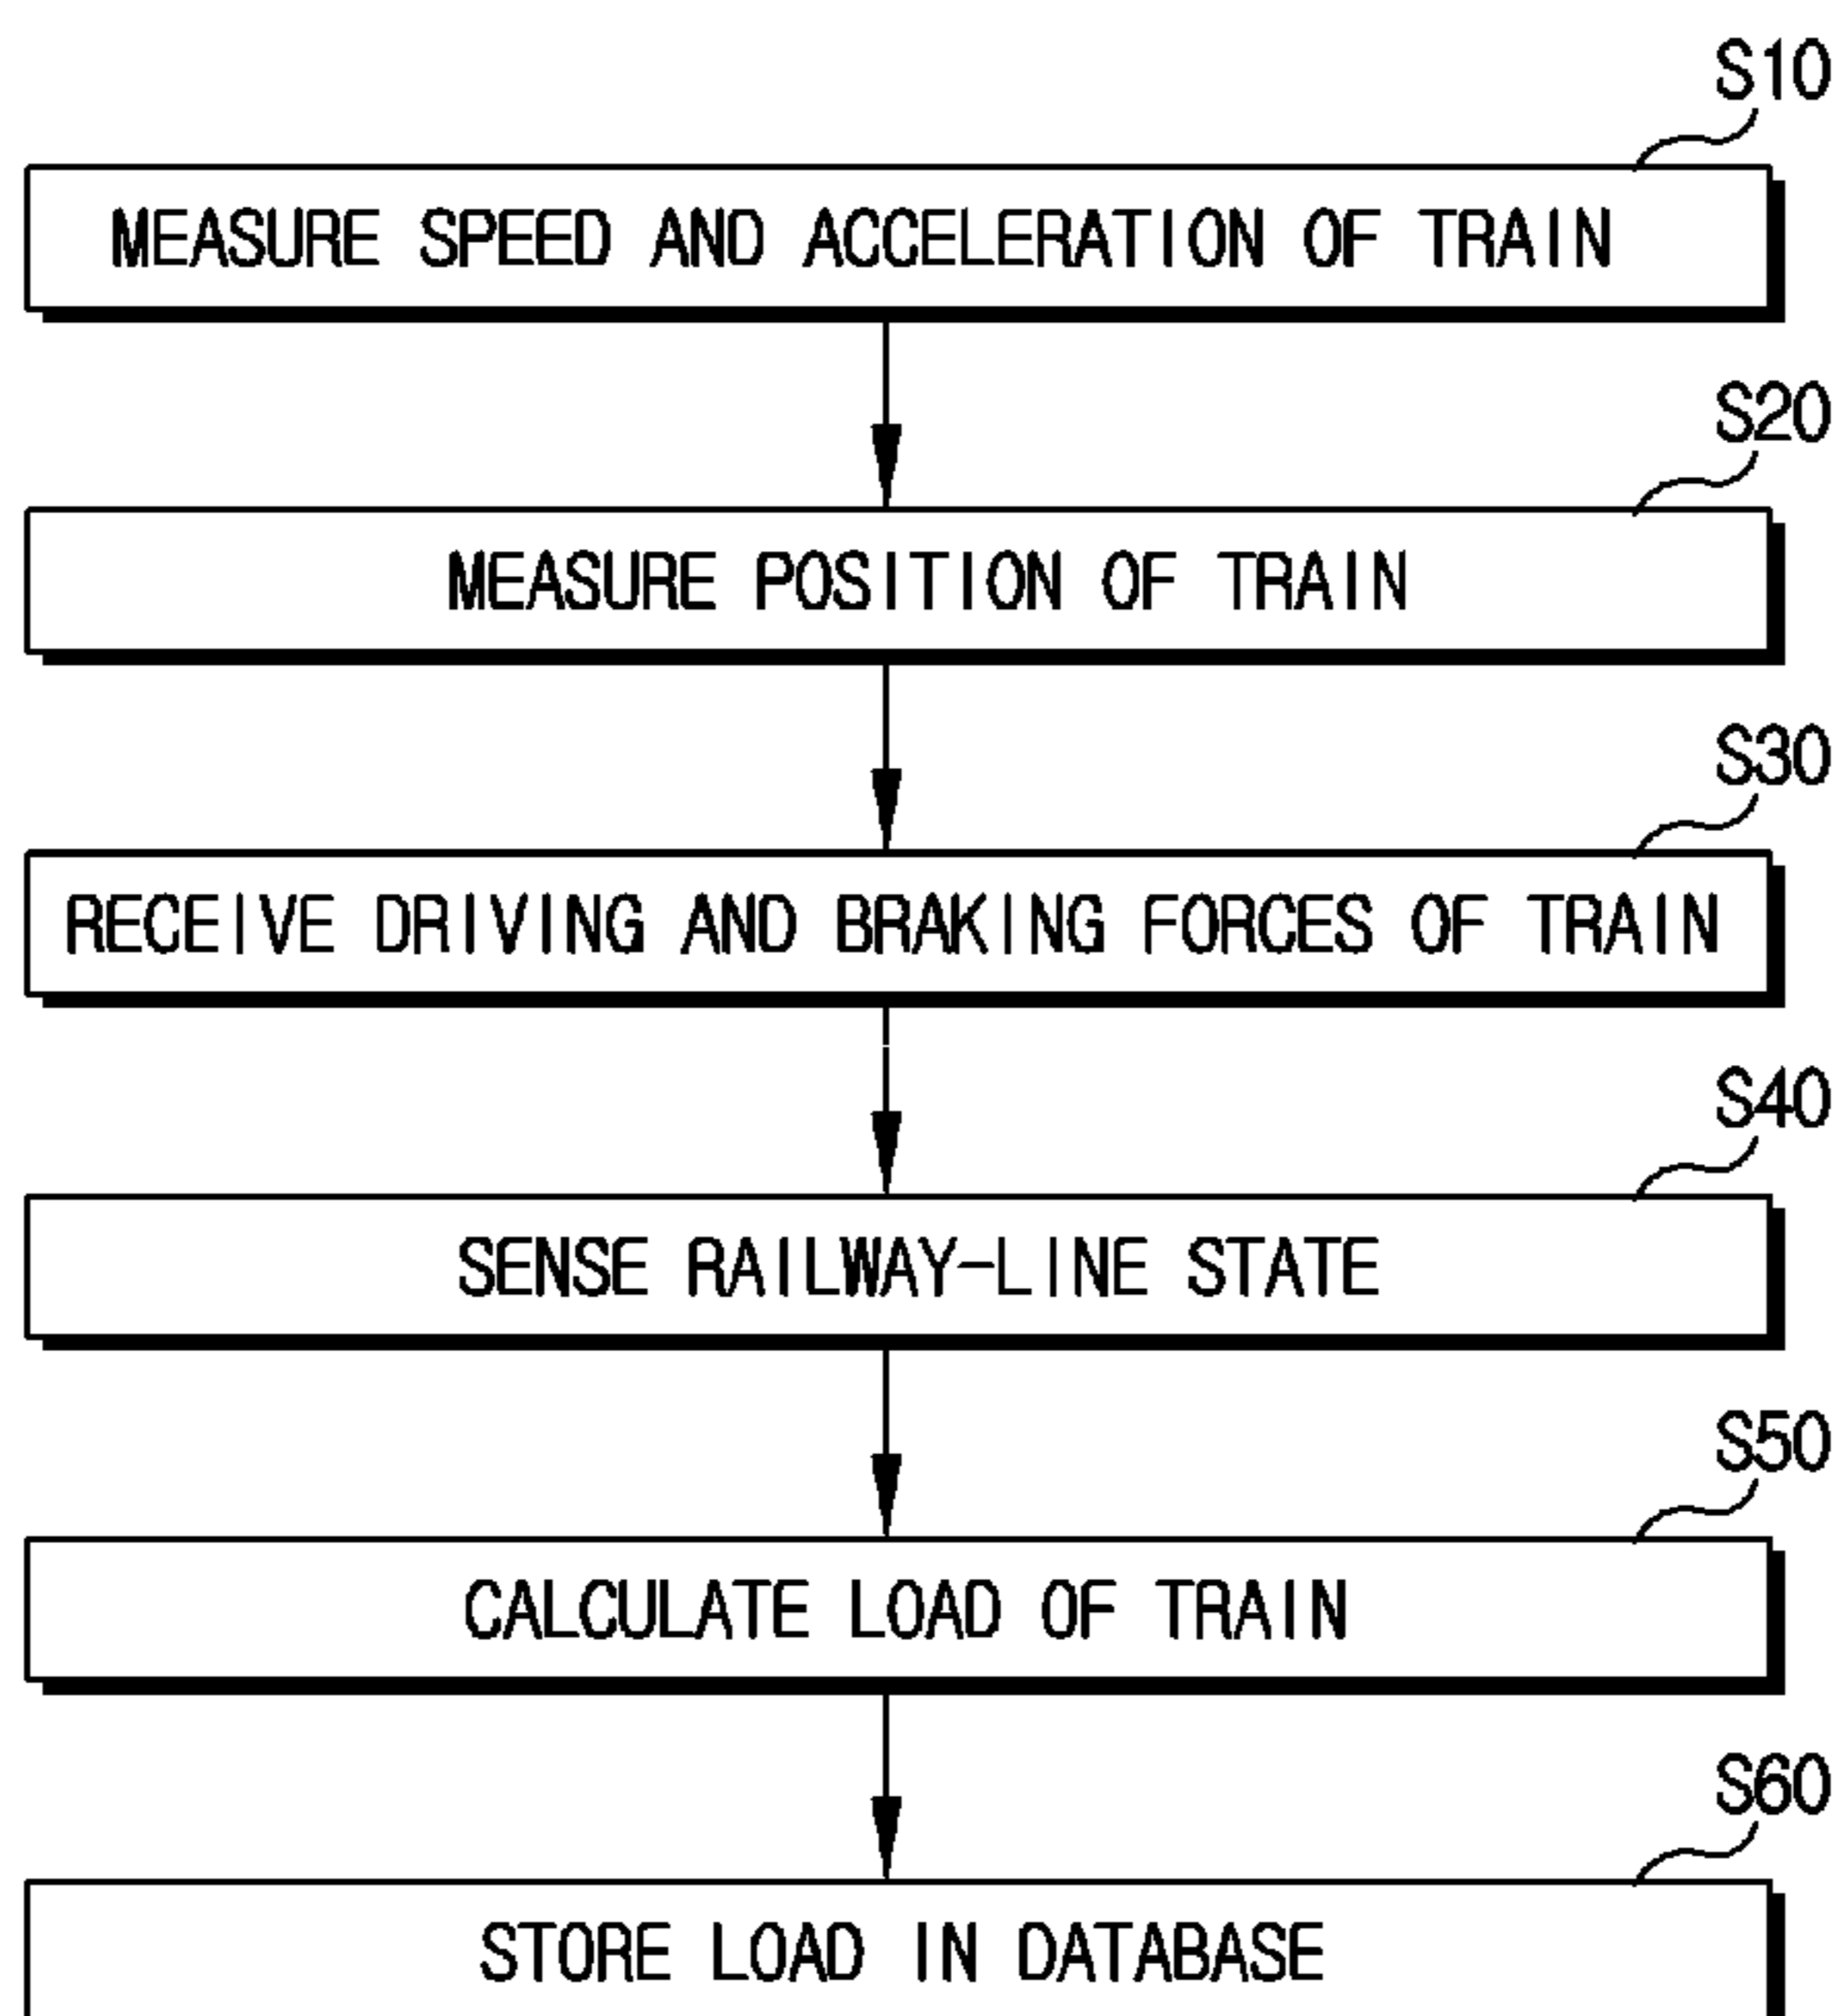 S10
MEASURE SPEED AND ACCELERATION OF TRAIN
S20
MEASURE POSITION OF TRAIN
S30
RECEIVE DRIVING AND BRAKING FORCES OF TRAIN
S40
SENSE RAILWAY-LINE STATE
S50
CALCULATE LOAD OF TRAIN
S60
STORE LOAD IN DATABASE